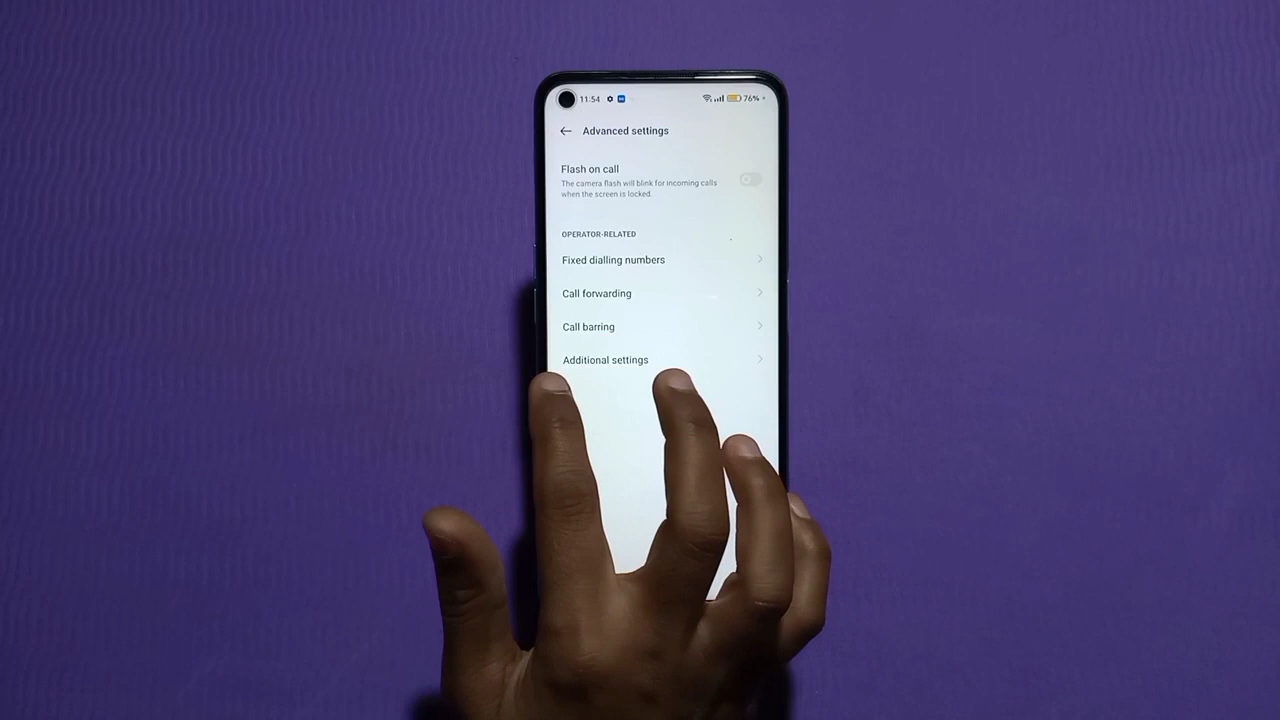 11:54
76%
Advanced settings
Flash on call
The camera flash will blink for incoming calls
when the screen is locked.
OPERATOR-RELATED
Fixed dialling numbers
Call forwarding
Call barring
Additional settings